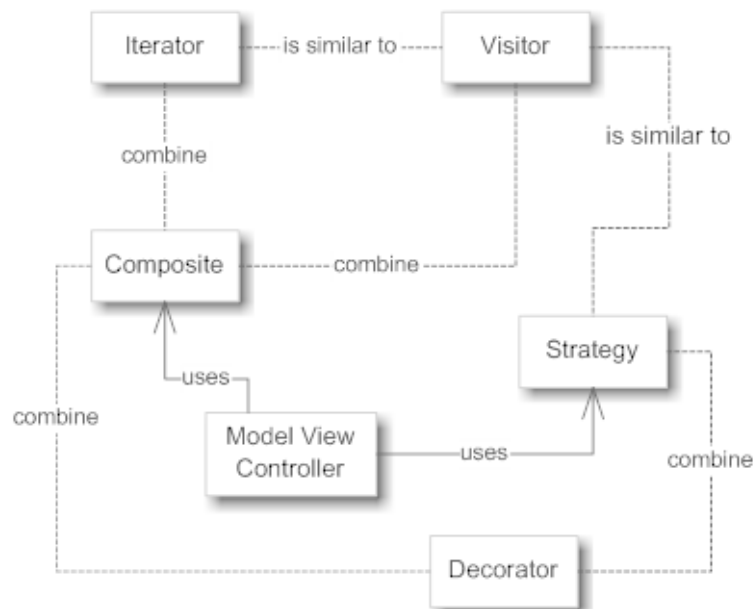 Iterator
is similar to
Visitor
is similar to
combine
Composite
combine
Strategy
uses
combine
Model View
Controller
uses
combine
Decorator